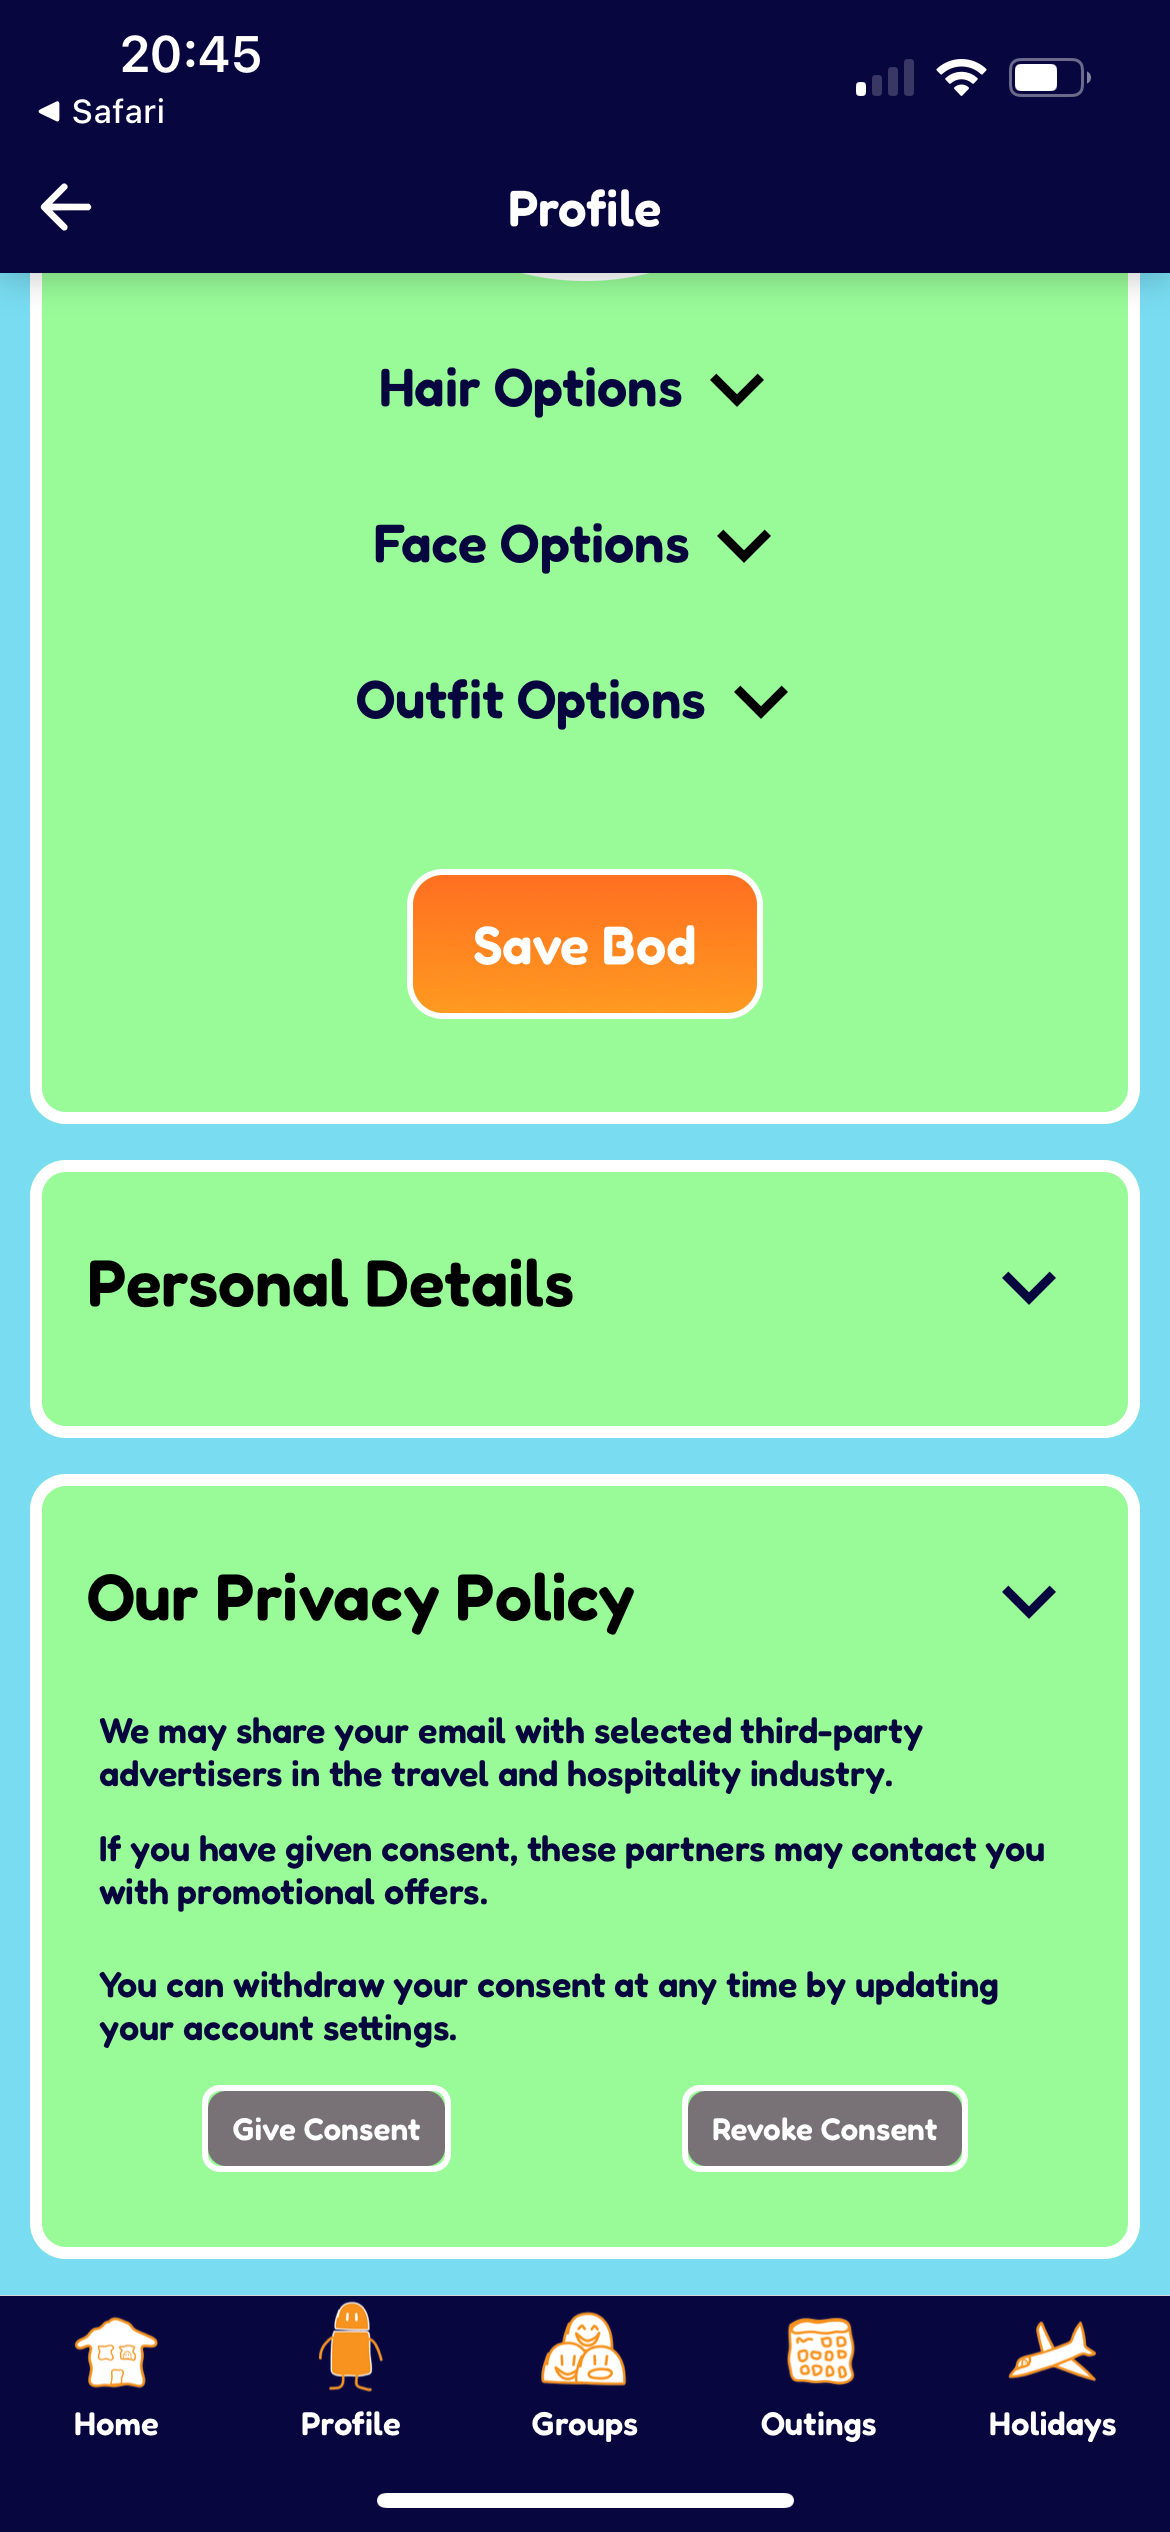 20:45
Safari
Profile
Hair Options
Face Options
Outfit Options
Save Bod
Personal Details
Our Privacy Policy
We may share your email with selected third-party
advertisers in the travel and hospitality industry.
If you have given consent, these partners may contact you
with promotional offers.
You can withdraw your consent at any time by updating
your account settings.
Give Consent Revoke Consent
Home Profile Groups Outings Holidays